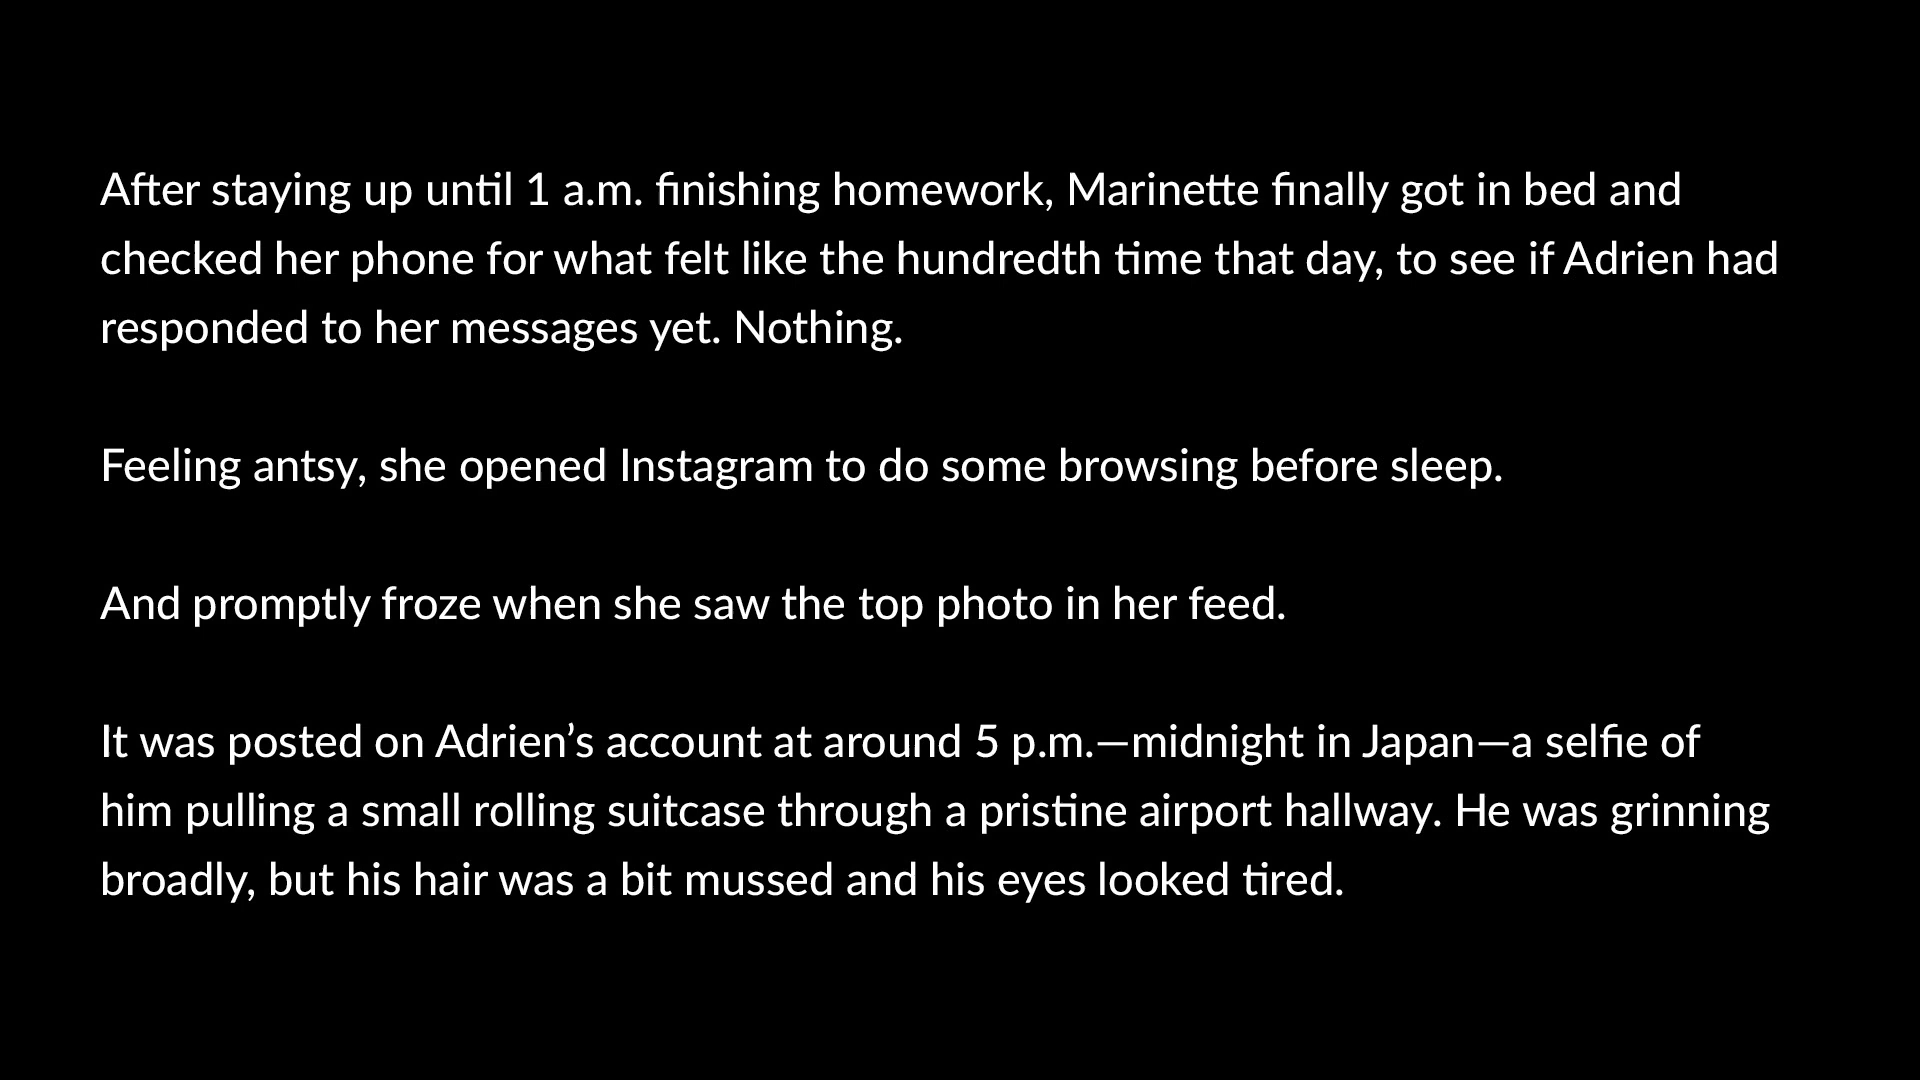 After staying up until 1 a.m. finishing homework, Marinette finally got in bed and
checked her phone for what felt like the hundredth time that day, to see if Adrien had
responded to her messages yet. Nothing.
Feeling antsy, she opened Instagram to do some browsing before sleep.
And promptly froze when she saw the top photo in her feed.
It was posted on Adrien’s account at around 5 p.m.—midnight in Japan—a selfie of
him pulling a small rolling suitcase through a pristine airport hallway. He was grinning
broadly, but his hair was a bit mussed and his eyes looked tired.